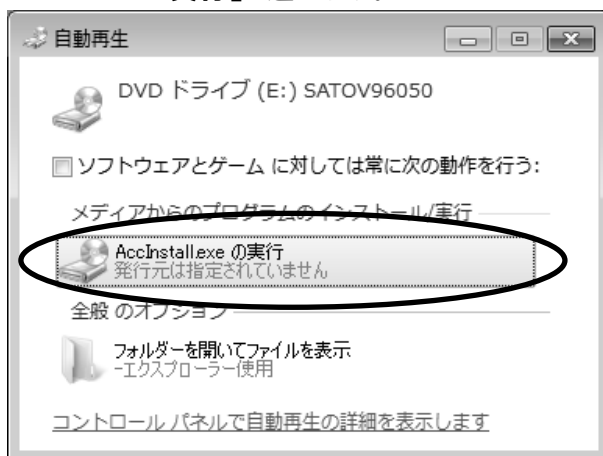 自動再生
DVD ドライブ (E:) SATOV96050
ソフトウェアとゲーム に対しては常に次の動作を行う:
メディアからのプログラムのインストール/実行
AccInstall.exe の実行
発行元は指定されていません
全般 のオプション
フォルダーを開いてファイルを表示
-エクスプローラー使用
コントロール パネルで自動再生の詳細を表示します